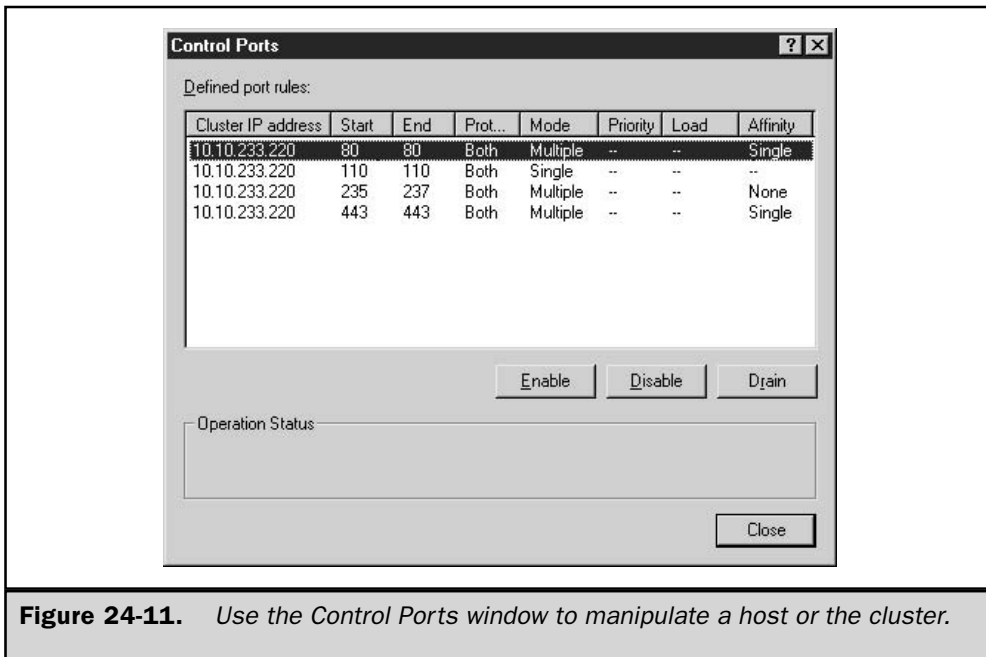 Control Ports
Defined port rules:
Cluster IP address Start End Prot... Mode Priority Load Affinity
10.10.233.220 80 80 Both Multiple -- -- Single
10.10.233.220 110 110 Both Single -- -- --
10.10.233.220 235 237 Both Multiple -- -- None
10.10.233.220 443 443 Both Multiple -- -- Single
Enable Disable Drain
Operation Status
Close
Figure 24-11. Use the Control Ports window to manipulate a host or the cluster.